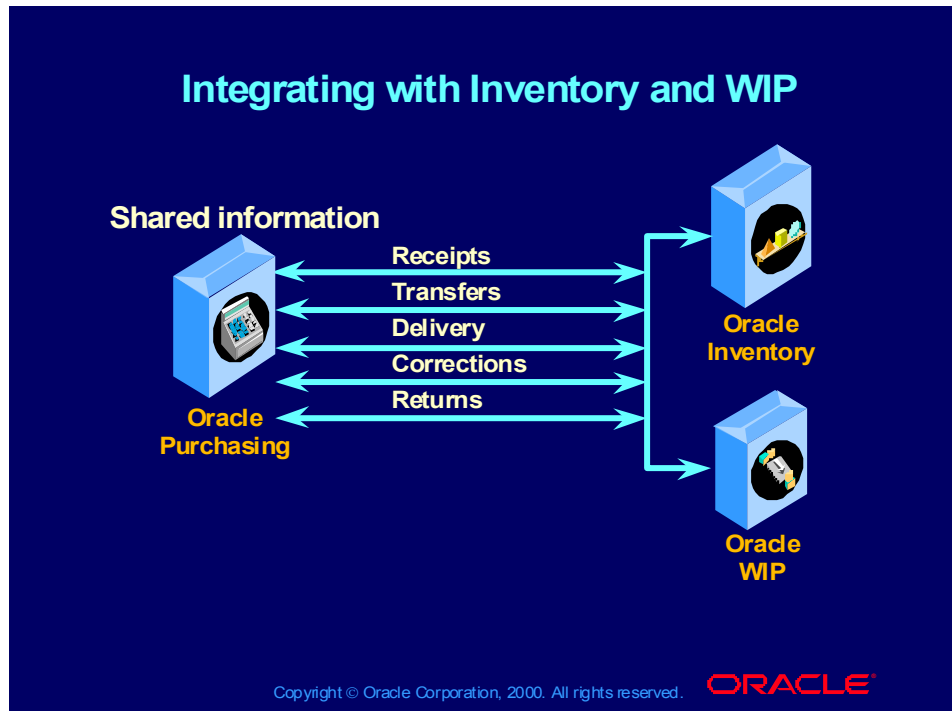 Integrating with Inventory and WIP
Shared information
Receipts
Transfers
Delivery
Corrections
Returns
Oracle
Purchasing
Oracle
Inventory
Oracle
WIP
Copyright © Oracle Corporation, 2000. All rights reserved.
ORACLE®